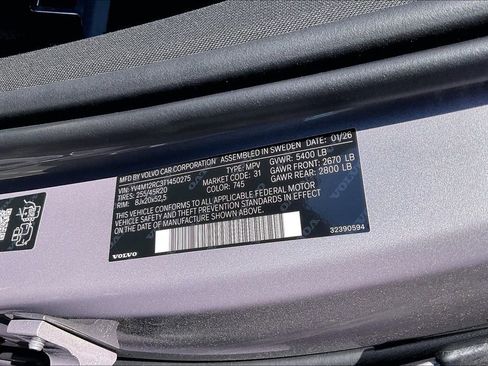 MFD BY: VOLVO CAR CORPORATION ASSEMBLED IN SWEDEN DATE: 01/26
VIN: YV4M12RC3T1450275 TYPE: MPV GVWR: 5400 LB
TIRES: 255/45R20 MARKET CODE: 31 GAWR FRONT: 2670 LB
RIM: 8Jx20x52,5 COLOR: 745 GAWR REAR: 2800 LB
THIS VEHICLE CONFORMS TO ALL APPLICABLE FEDERAL MOTOR
VEHICLE SAFETY STANDARDS IN EFFECT
ON THE DATE OF MANUFACTURE SHOWN ABOVE
VOLVO 32390594